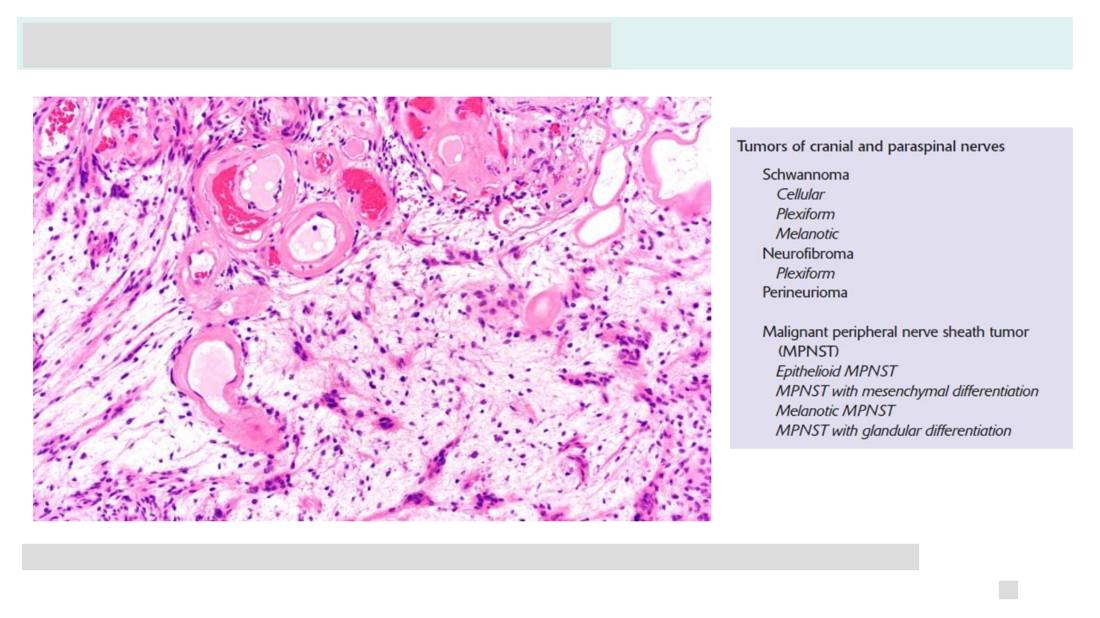 Tumors of cranial and paraspinal nerves
Schwannoma
Cellular
Plexiform
Melanotic
Neurofibroma
Plexiform
Perineurioma
Malignant peripheral nerve sheath tumor
(MPNST)
Epithelioid MPNST
MPNST with mesenchymal differentiation
Melanotic MPNST
MPNST with glandular differentiation